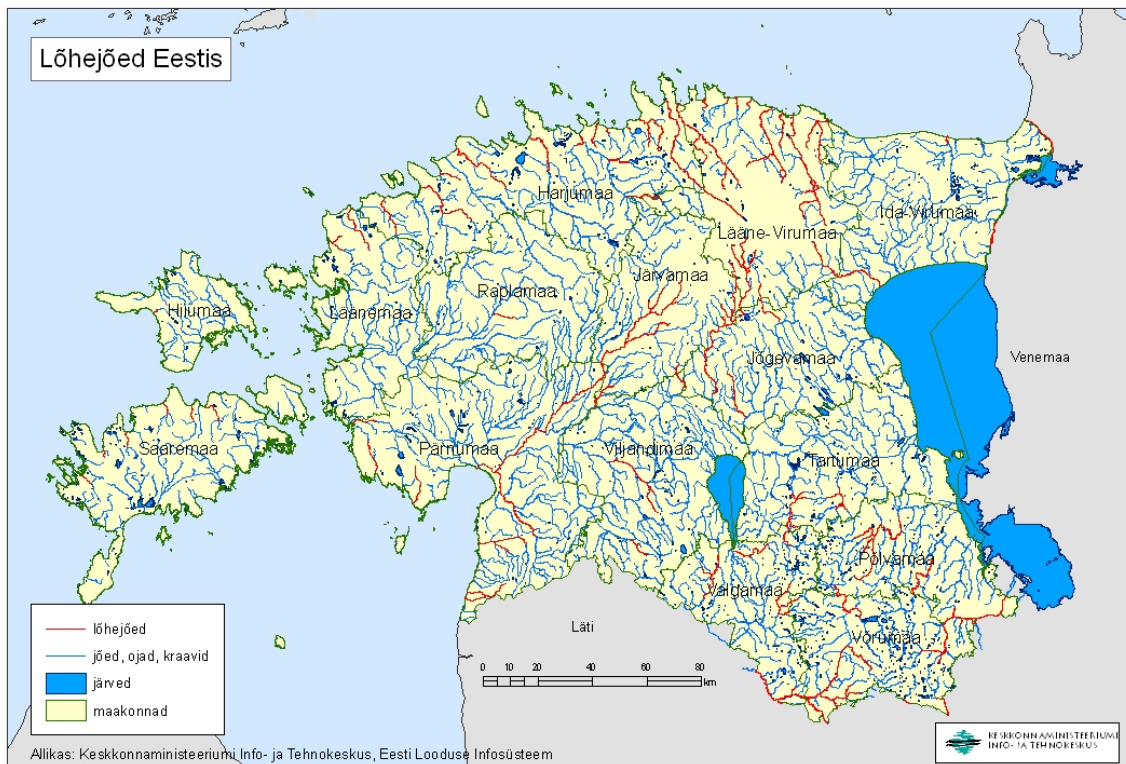 Lõhejõed Eestis
Harjumaa
Ida-Virumaa
Lääne-Virumaa
Järvamaa
Raplamaa
Hiiumaa
Läänemaa
Jõgevamaa
Venemaa
Saaremaa
Pärnumaa
Viljandimaa
Tartumaa
Põlvamaa
Valgamaa
Võrumaa
Läti
lõhejõed
jõed, ojad, kraavid
järved
maakonnad
0 10 20 40 60 80
km
Allikas: Keskkonnaministeeriumi Info- ja Tehnokeskus, Eesti Looduse Infosüsteem
KESKKONNAMINISTEERIUMI
INFO- JA TEHNOKESKUS